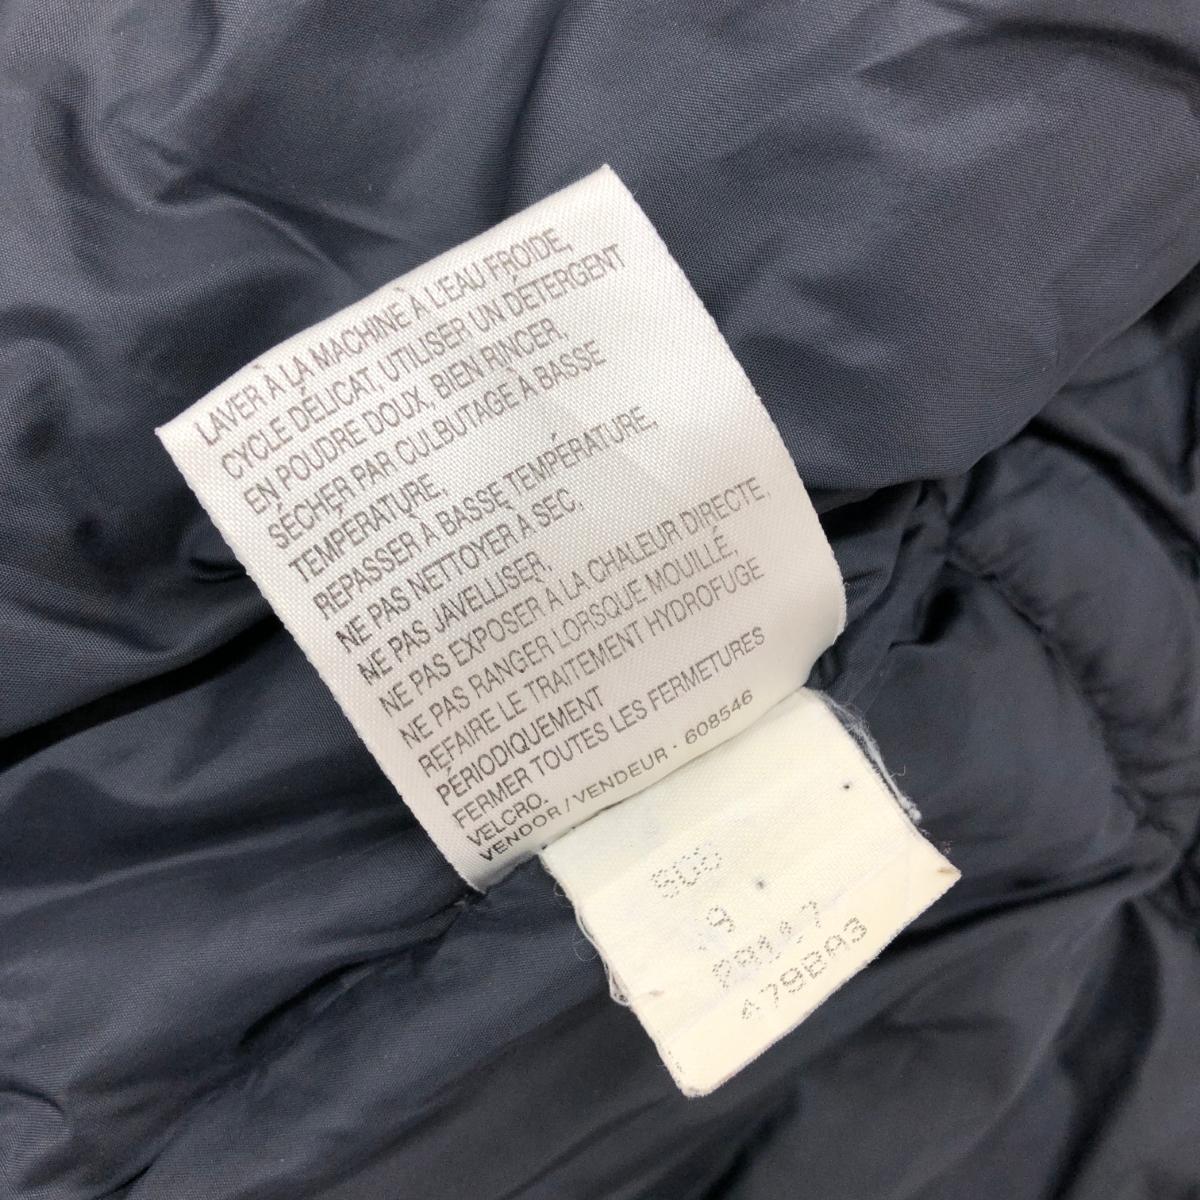 LAVER À LA MACHINE À L'EAU FROIDE,
CYCLE DÉLICAT, UTILISER UN DÉTERGENT
EN POUDRE DOUX, BIEN RINCER,
SÉCHER PAR CULBUTAGE À BASSE
TEMPÉRATURE,
REPASSER À BASSE TEMPÉRATURE,
NE PAS NETTOYER À SEC,
NE PAS JAVELLISER,
NE PAS EXPOSER À LA CHALEUR DIRECTE,
NE PAS RANGER LORSQUE MOUILLÉ,
REFAIRE LE TRAITEMENT HYDROFUGE
PÉRIODIQUEMENT
FERMER TOUTES LES FERMETURES
VELCRO.
VENDOR / VENDEUR - 608546
479BA3